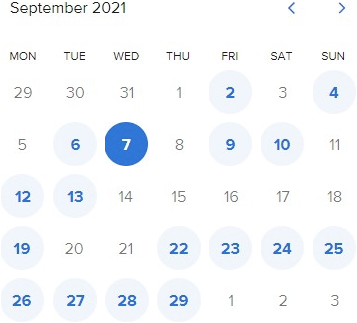 September 2021
MON TUE WED THU FRI SAT SUN
29 30 31 1 2 3 4
5 6 7 8 9 10 11
12 13 14 15 16 17 18
19 20 21 22 23 24 25
26 27 28 29 1 2 3